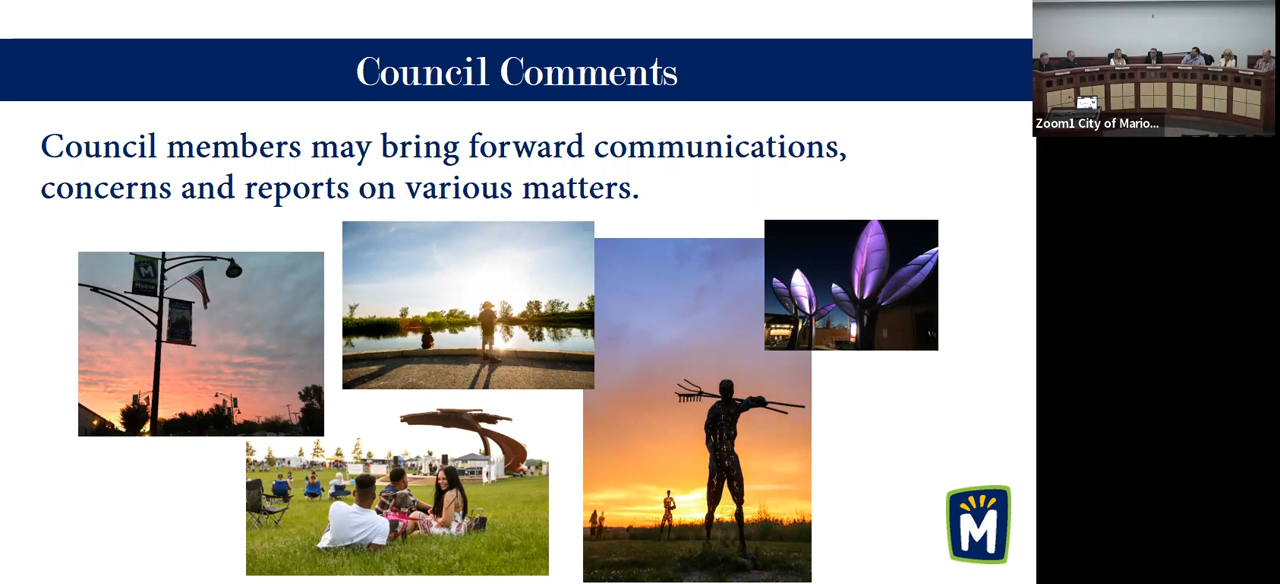 Council Comments
Council members may bring forward communications,
concerns and reports on various matters.
Zoom1 City of Mario...
M
M